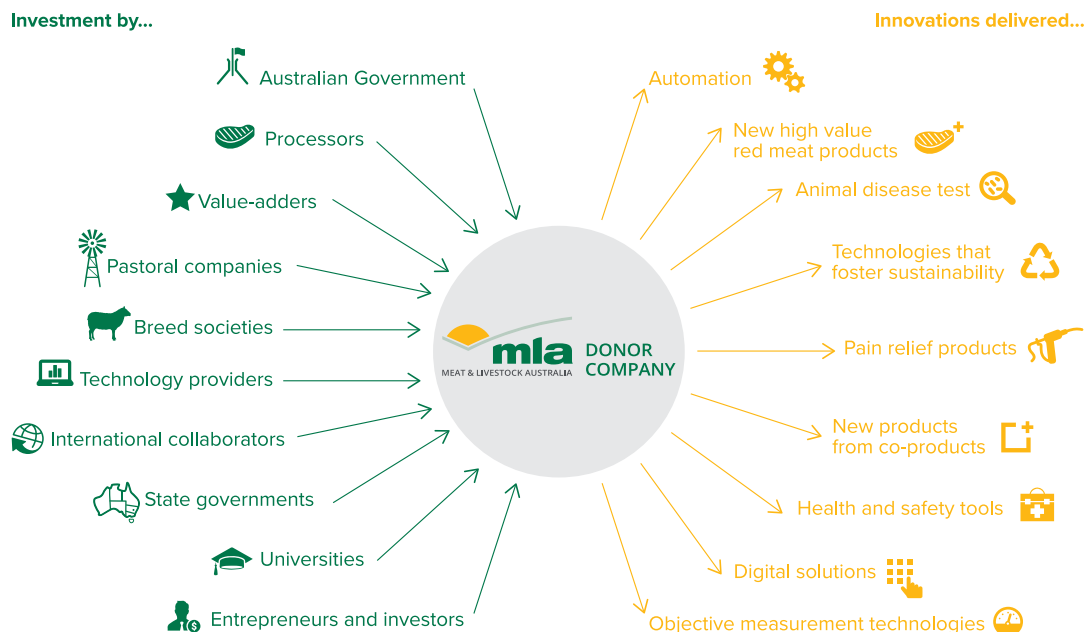 Investment by...
Innovations delivered...
Australian Government
Processors
Value-adders
Pastoral companies
Breed societies
Technology providers
International collaborators
State governments
Universities
Entrepreneurs and investors
mla
MEAT & LIVESTOCK AUSTRALIA
DONOR
COMPANY
Automation
New high value
red meat products
Animal disease test
Technologies that
foster sustainability
Pain relief products
New products
from co-products
Health and safety tools
Digital solutions
Objective measurement technologies